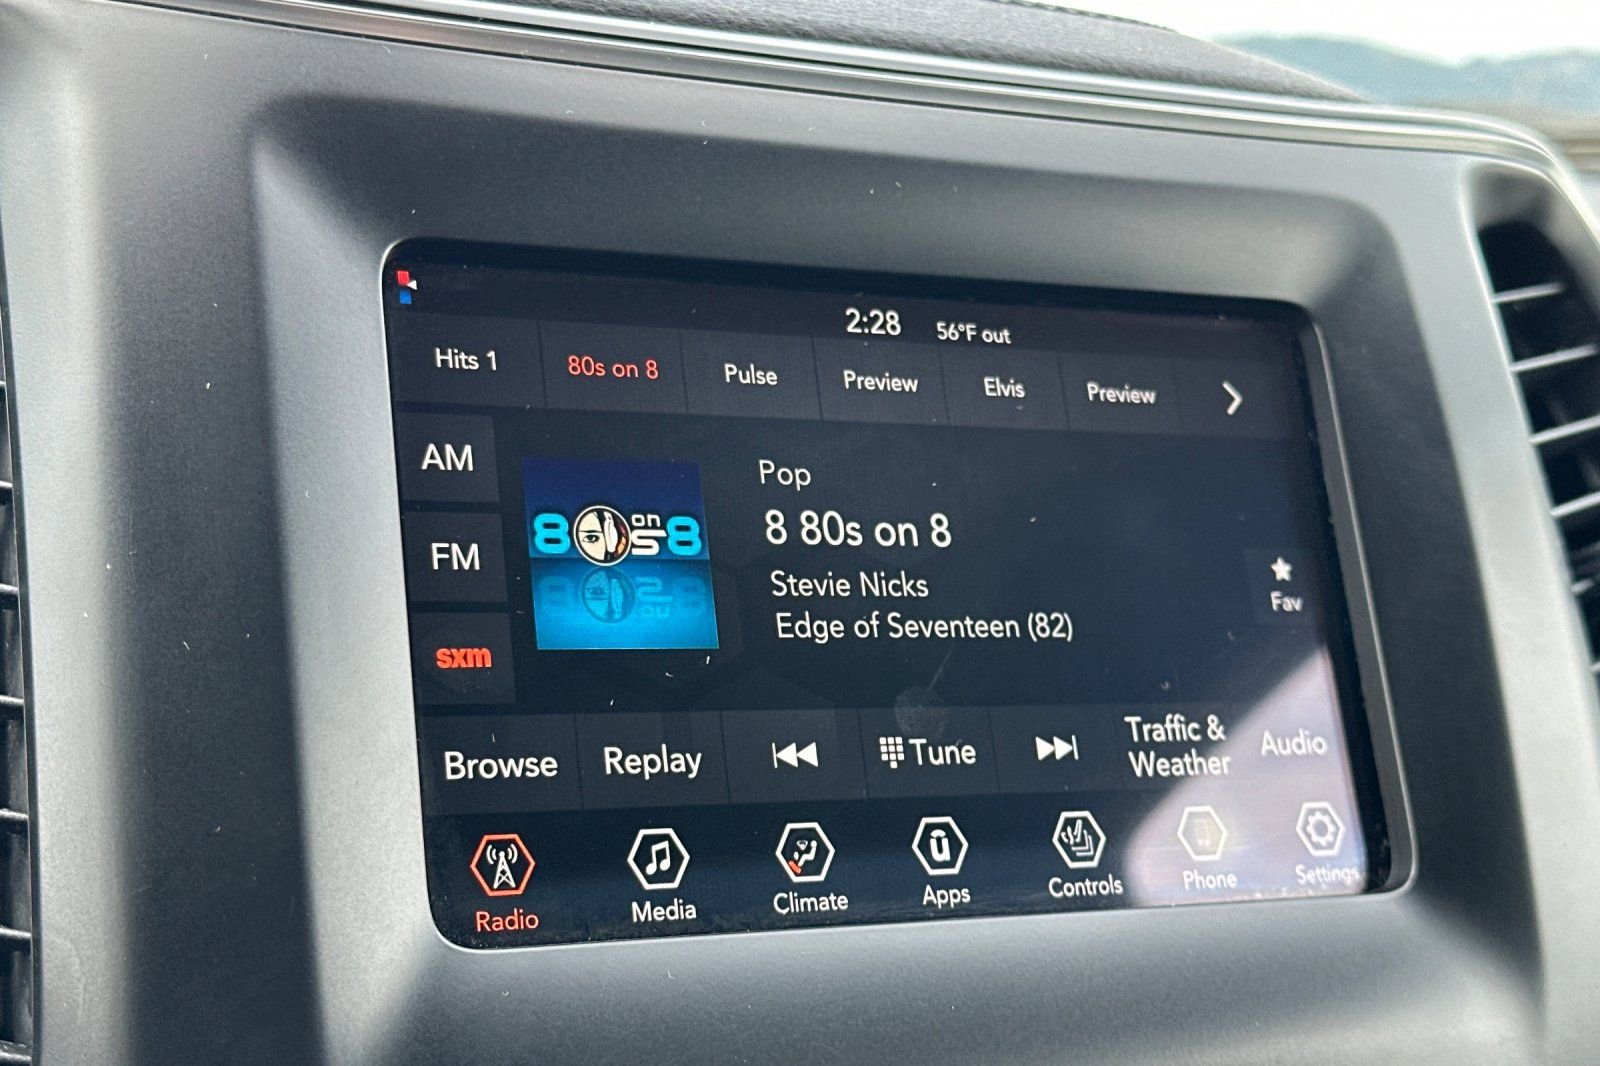 2:28 56°F out
Hits 1 80s on 8 Pulse Preview Elvis Preview
AM
FM
sxm
8 on 80s 8
Pop
8 80s on 8
Stevie Nicks
Edge of Seventeen (82)
Fav
Browse Replay Tune Traffic & Weather Audio
Radio Media Climate Apps Controls Phone Settings